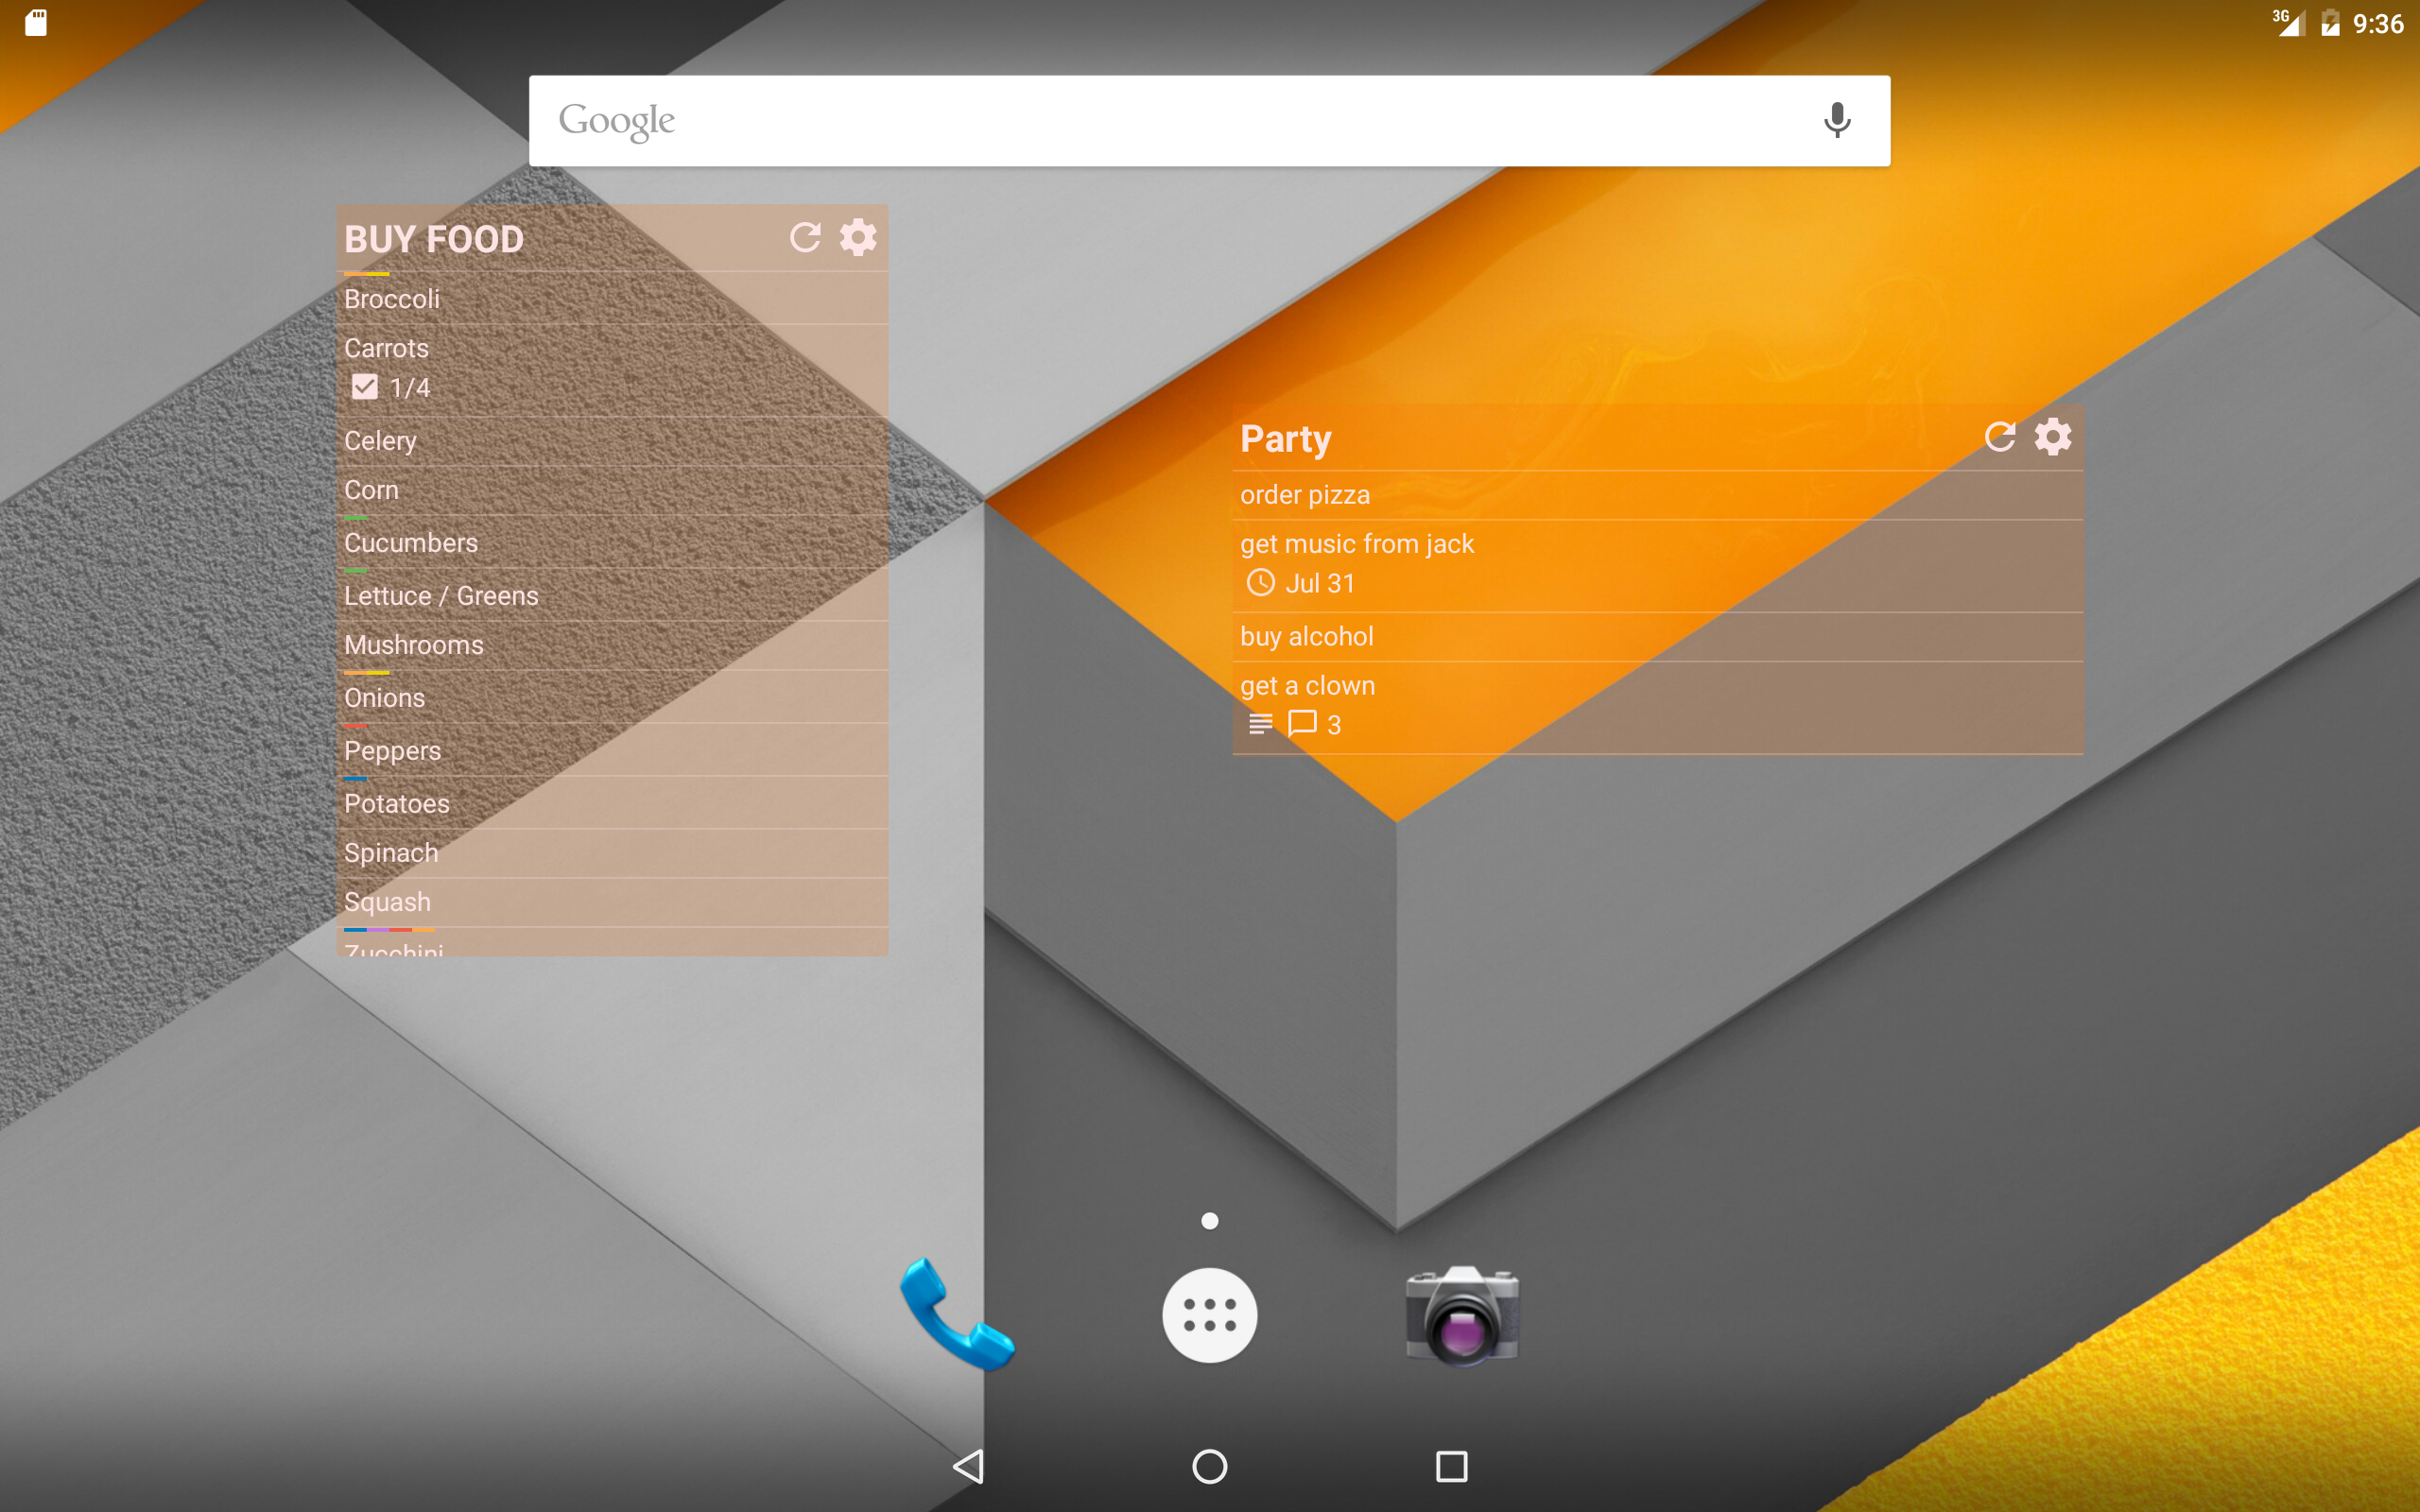 3G 9:36
Google
BUY FOOD
Broccoli
Carrots
1/4
Celery
Corn
Cucumbers
Lettuce / Greens
Mushrooms
Onions
Peppers
Potatoes
Spinach
Squash
Zucchini
Party
order pizza
get music from jack
Jul 31
buy alcohol
get a clown
3